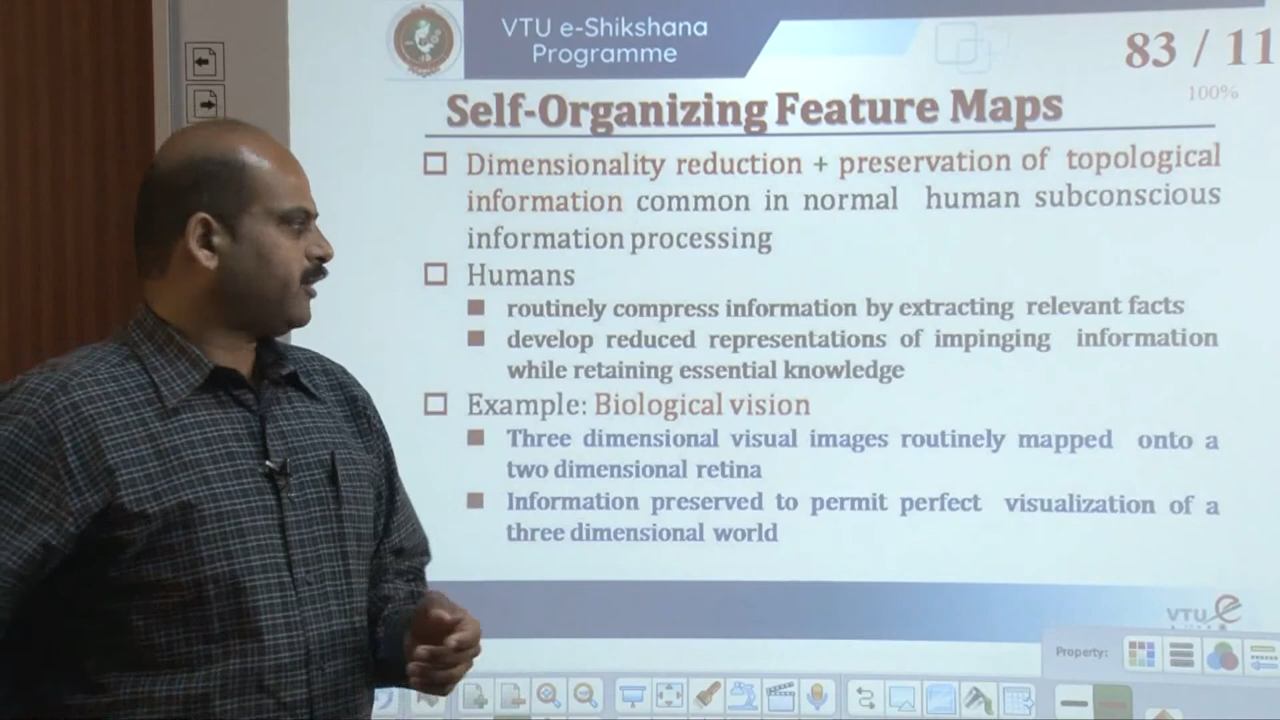 VTU e-Shikshana
Programme
83 / 11
100%
Self-Organizing Feature Maps
Dimensionality reduction + preservation of topological
information common in normal human subconscious
information processing
Humans
routinely compress information by extracting relevant facts
develop reduced representations of impinging information
while retaining essential knowledge
Example: Biological vision
Three dimensional visual images routinely mapped onto a
two dimensional retina
Information preserved to permit perfect visualization of a
three dimensional world
VTU e
Property: